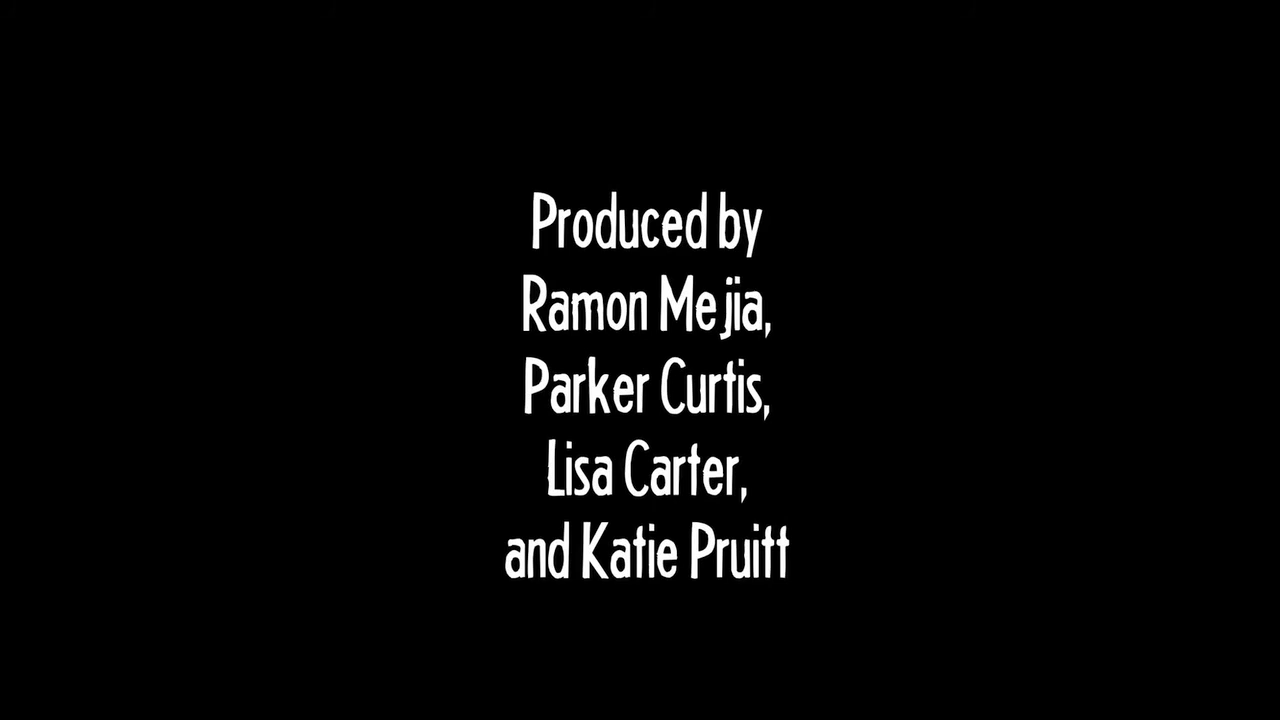 Produced by
Ramon Mejia,
Parker Curtis,
Lisa Carter,
and Katie Pruitt